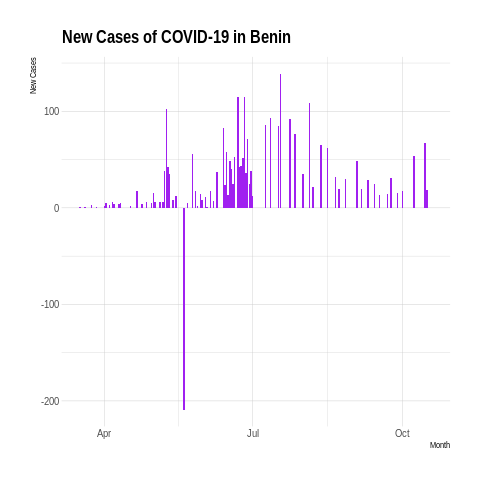 New Cases of COVID-19 in Benin
New Cases
100
0
-100
-200
Apr
Jul
Oct
Month